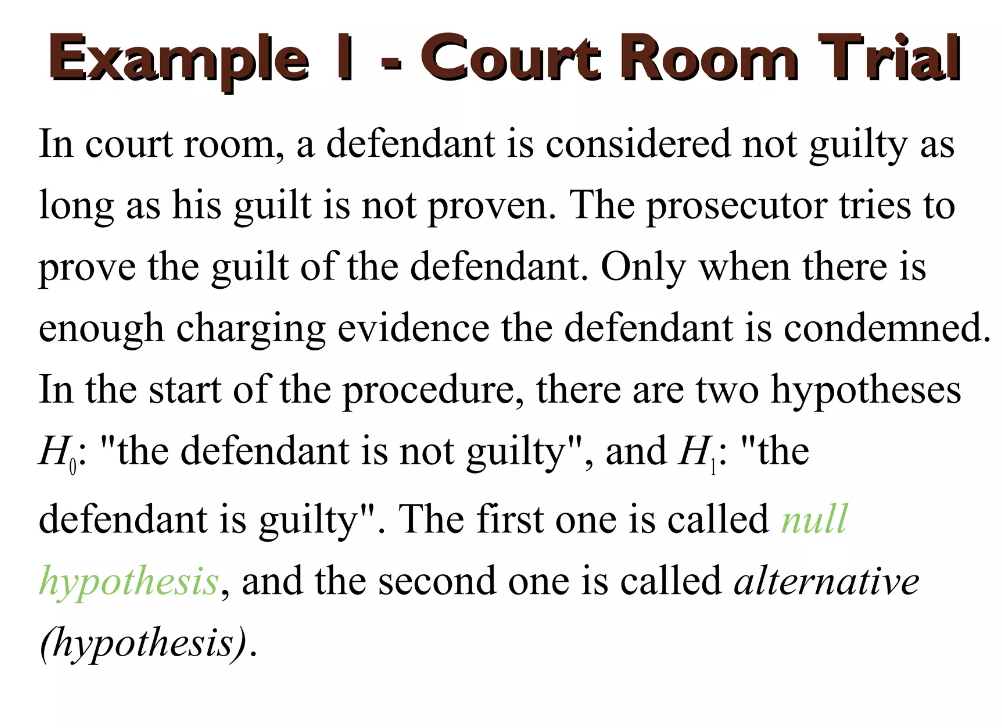 Example 1 - Court Room Trial
In court room, a defendant is considered not guilty as
long as his guilt is not proven. The prosecutor tries to
prove the guilt of the defendant. Only when there is
enough charging evidence the defendant is condemned.
In the start of the procedure, there are two hypotheses
H0: "the defendant is not guilty", and H1: "the
defendant is guilty". The first one is called null
hypothesis, and the second one is called alternative
(hypothesis).